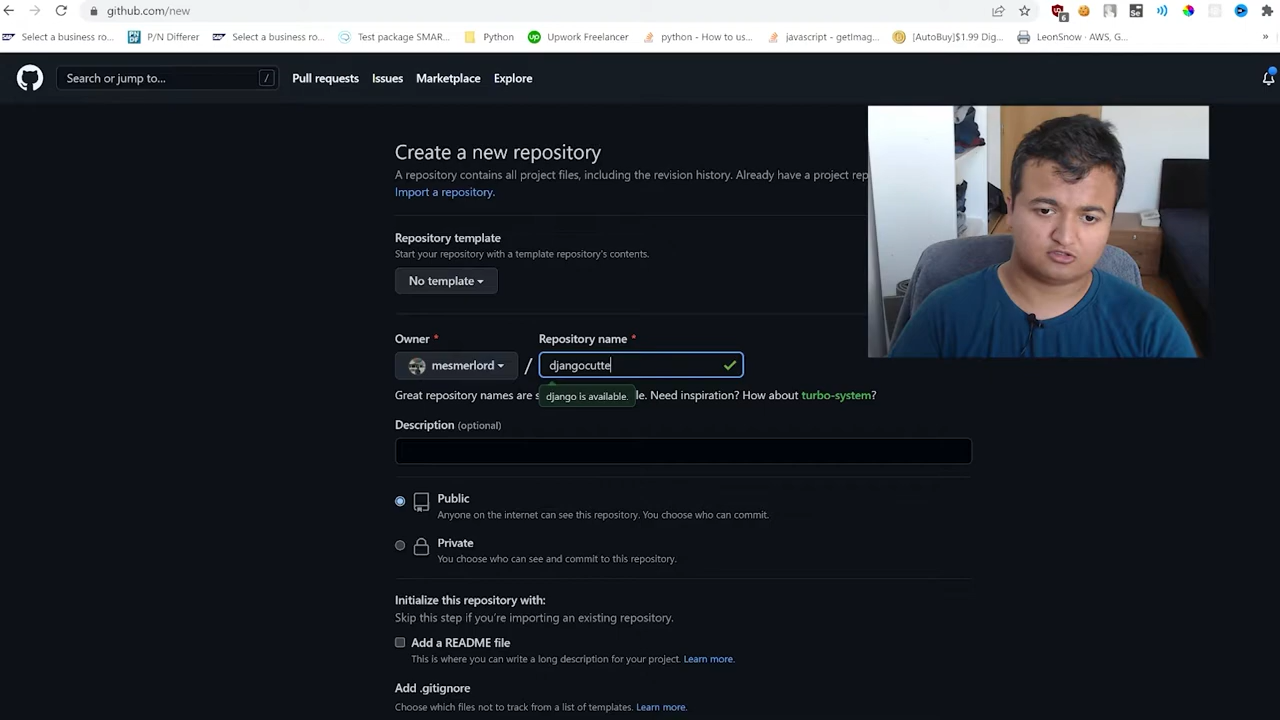 github.com/new
6
Select a business ro... P/N Differer Select a business ro... Test package SMAR... Python Upwork Freelancer python - How to us... javascript - getImag... [AutoBuy]$1.99 Dig... LeonSnow · AWS, G... »
Search or jump to... / Pull requests Issues Marketplace Explore
Create a new repository
A repository contains all project files, including the revision history. Already have a project rep
Import a repository.
Repository template
Start your repository with a template repository's contents.
No template
Owner * Repository name *
mesmerlord / djangocutte
django is available.
Great repository names are s le. Need inspiration? How about turbo-system?
Description (optional)
Public
Anyone on the internet can see this repository. You choose who can commit.
Private
You choose who can see and commit to this repository.
Initialize this repository with:
Skip this step if you're importing an existing repository.
Add a README file
This is where you can write a long description for your project. Learn more.
Add .gitignore
Choose which files not to track from a list of templates. Learn more.